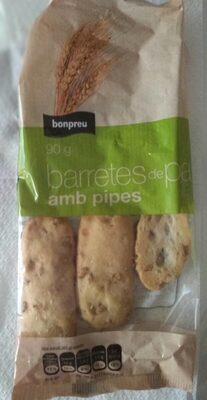 bonpreu
90 g
barretes de pa
amb pipes